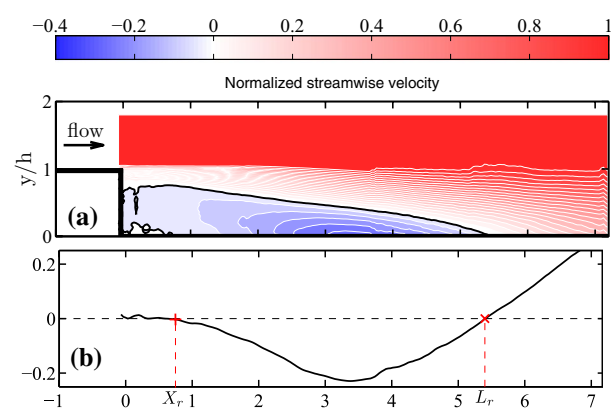 −0.4 −0.2 0 0.2 0.4 0.6 0.8 1
Normalized streamwise velocity
2
flow
1
y/h
(a)
0
0 1 2 3 4 5 6 7
0.2
0
(b)
−0.2
−1 0 X_r 1 2 3 4 5 L_r 6 7